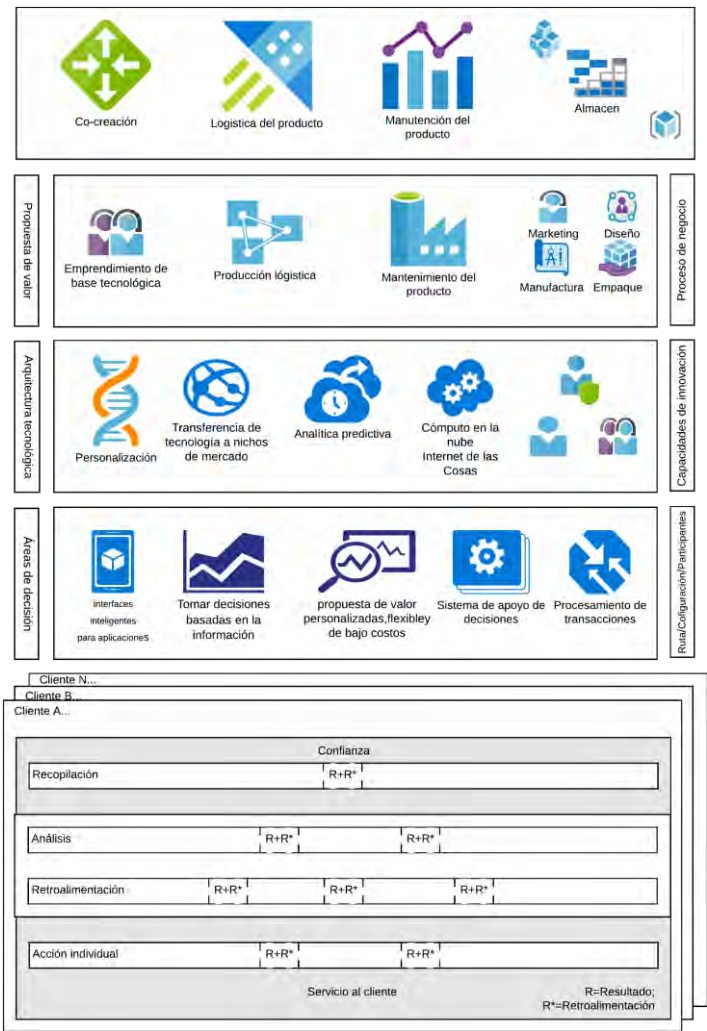 Co-creación
Logistica del producto
Manutención del
producto
Almacen
Propuesta de valor
Emprendimiento de
base tecnológica
Producción lógistica
Mantenimiento del
producto
Marketing
Diseño
Manufactura
Empaque
Proceso de negocio
Arquitectura tecnológica
Personalización
Transferencia de
tecnología a nichos
de mercado
Analítica predictiva
Cómputo en la
nube
Internet de las
Cosas
Capacidades de innovación
Áreas de decisión
interfaces
inteligentes
para aplicaciones
Tomar decisiones
basadas en la
información
propuesta de valor
personalizadas,flexibley
de bajo costos
Sistema de apoyo de
decisiones
Procesamiento de
transacciones
Ruta/Cofiguración/Participantes
Cliente N...
Cliente B...
Cliente A...
Confianza
Recopilación R+R*
Análisis R+R* R+R*
Retroalimentación R+R* R+R* R+R*
Acción individual R+R* R+R*
Servicio al cliente
R=Resultado;
R*=Retroalimentación